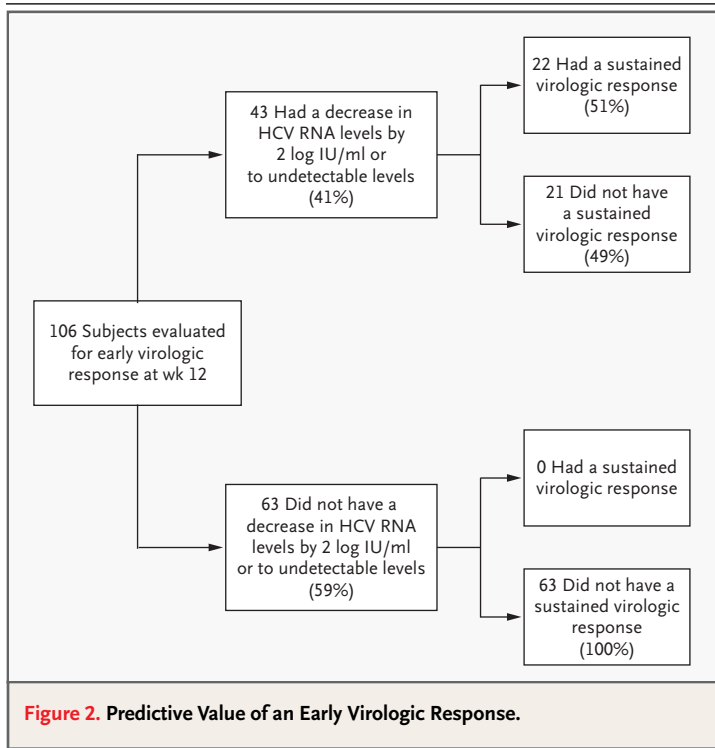 22 Had a sustained
virologic response
(51%)
43 Had a decrease in
HCV RNA levels by
2 log IU/ml or
to undetectable levels
(41%)
21 Did not have
a sustained
virologic response
(49%)
106 Subjects evaluated
for early virologic
response at wk 12
0 Had a sustained
virologic response
63 Did not have a
decrease in HCV RNA
levels by 2 log IU/ml
or to undetectable levels
(59%)
63 Did not have a
sustained virologic
response
(100%)
Figure 2. Predictive Value of an Early Virologic Response.